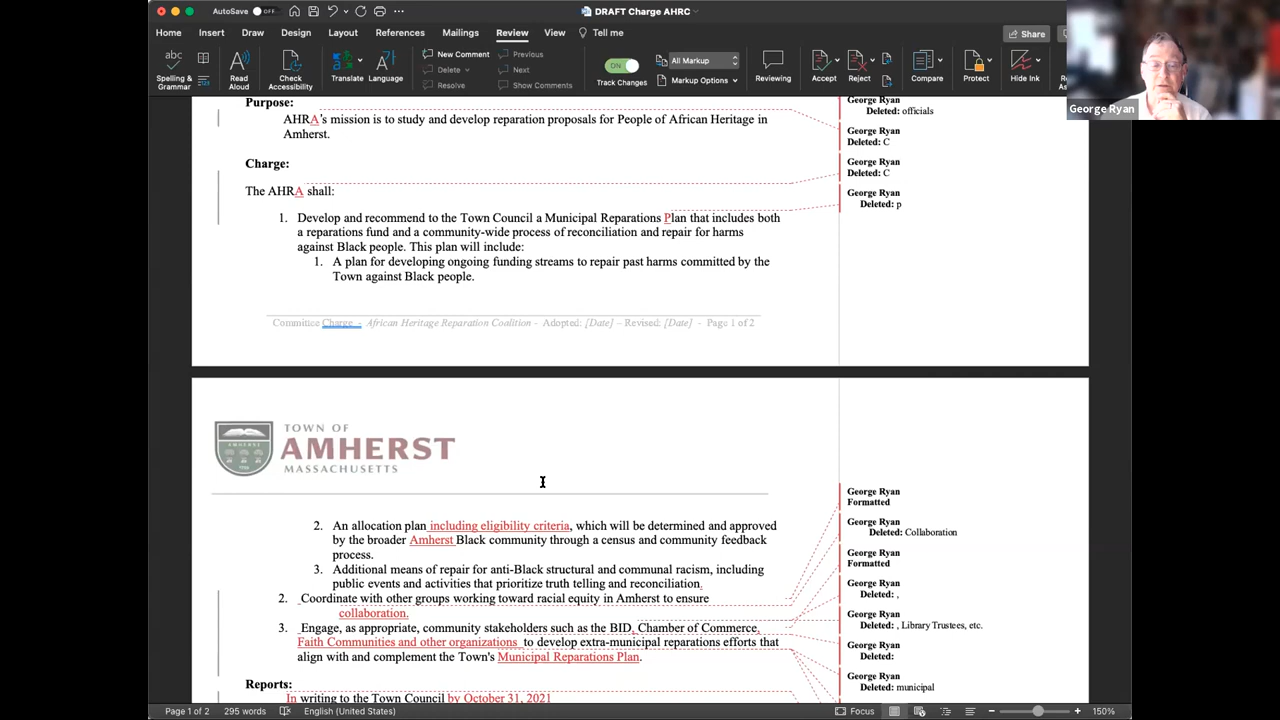 AutoSave OFF DRAFT Charge AHRC
Home Insert Draw Design Layout References Mailings Review View Tell me Share
abc Spelling & Grammar
Read Aloud
Check Accessibility
Translate Language
New Comment Previous
Delete Next
Resolve Show Comments
ON Track Changes
All Markup
Markup Options
Reviewing
Accept Reject
Compare
Protect
Hide Ink
George Ryan
Purpose:
AHRA's mission is to study and develop reparation proposals for People of African Heritage in
Amherst.
Charge:
The AHRA shall:
1. Develop and recommend to the Town Council a Municipal Reparations Plan that includes both
a reparations fund and a community-wide process of reconciliation and repair for harms
against Black people. This plan will include:
1. A plan for developing ongoing funding streams to repair past harms committed by the
Town against Black people.
Committee Charge - African Heritage Reparation Coalition - Adopted: [Date] – Revised: [Date] - Page 1 of 2
George Ryan
Deleted: officials
George Ryan
Deleted: C
George Ryan
Deleted: C
George Ryan
Deleted: p
TOWN OF
AMHERST
MASSACHUSETTS
2. An allocation plan including eligibility criteria, which will be determined and approved
by the broader Amherst Black community through a census and community feedback
process.
3. Additional means of repair for anti-Black structural and communal racism, including
public events and activities that prioritize truth telling and reconciliation.
2. Coordinate with other groups working toward racial equity in Amherst to ensure
collaboration.
3. Engage, as appropriate, community stakeholders such as the BID, Chamber of Commerce,
Faith Communities and other organizations to develop extra-municipal reparations efforts that
align with and complement the Town's Municipal Reparations Plan.
Reports:
In writing to the Town Council by October 31, 2021
George Ryan
Formatted
George Ryan
Deleted: Collaboration
George Ryan
Formatted
George Ryan
Deleted: ,
George Ryan
Deleted: , Library Trustees, etc.
George Ryan
Deleted:
George Ryan
Deleted: municipal
Page 1 of 2 295 words English (United States) Focus 150%